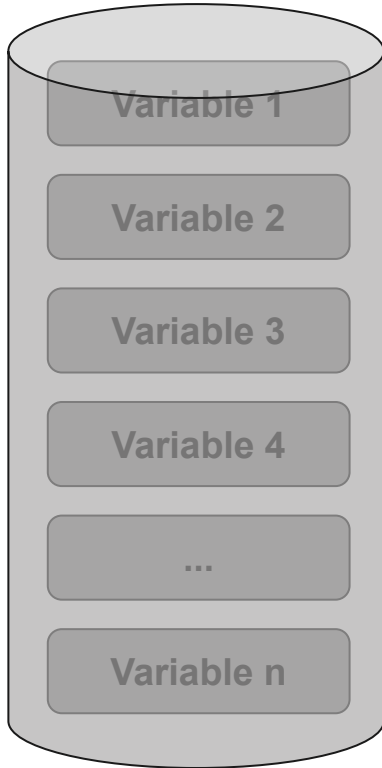 Variable 1
Variable 2
Variable 3
Variable 4
...
Variable n